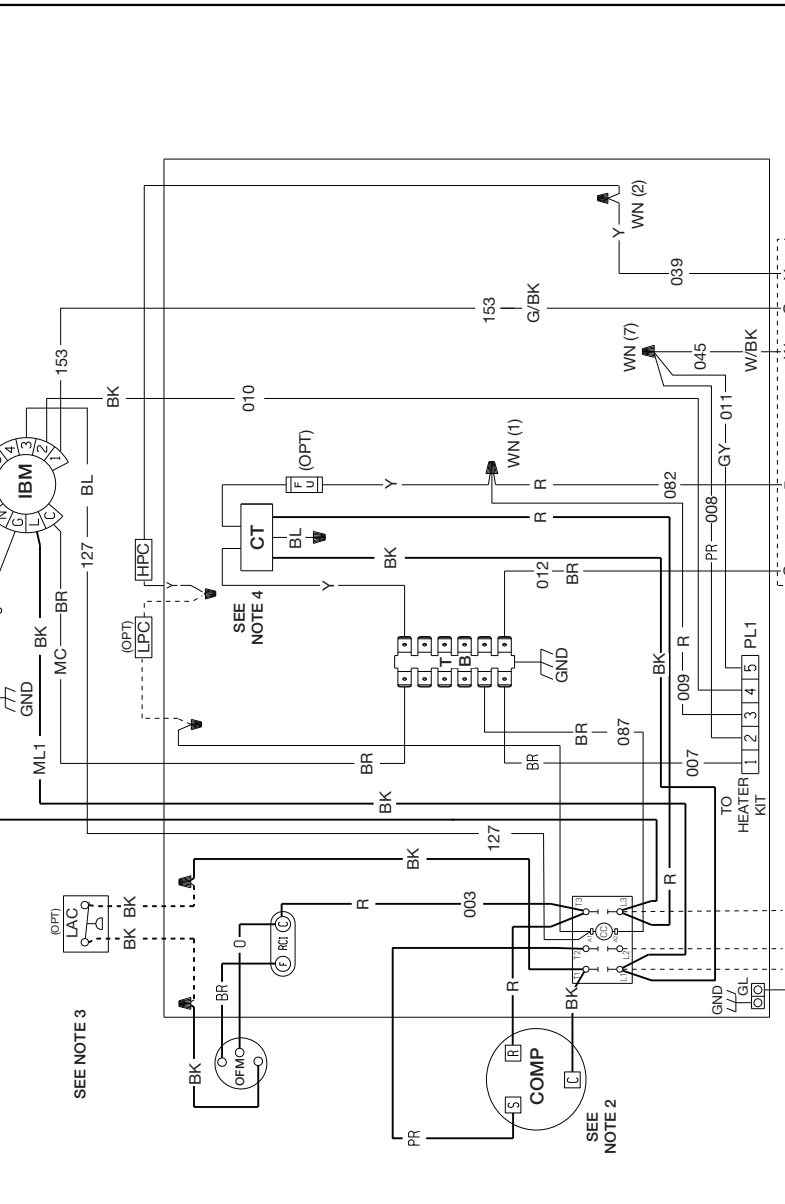 WN (2)
Y
039
153
G/BK
WN (7)
045
W/BK
4
3
2
1
IBM
N
G
L
C
153
BK
010
BL
127
BR
MC
BK
ML1
GND
HPC
(OPT)
LPC
Y
SEE
NOTE 4
CT
BL
F
U
(OPT)
Y
WN (1)
R
082
R
BK
Y
012
BR
T
B
GND
GY
011
PR
008
R
009
BK
PL1
1
2
3
4
5
TO
HEATER
KIT
BR
BR
BR
087
007
BK
127
BK
(OPT)
LAC
BK
BK
SEE NOTE 3
R
003
O
BR
RC1
F
C
OFM
BK
R
BK
R
T3
T2
T1
L3
L2
L1
CC
GND
GL
R
COMP
S
C
SEE
NOTE 2
PR